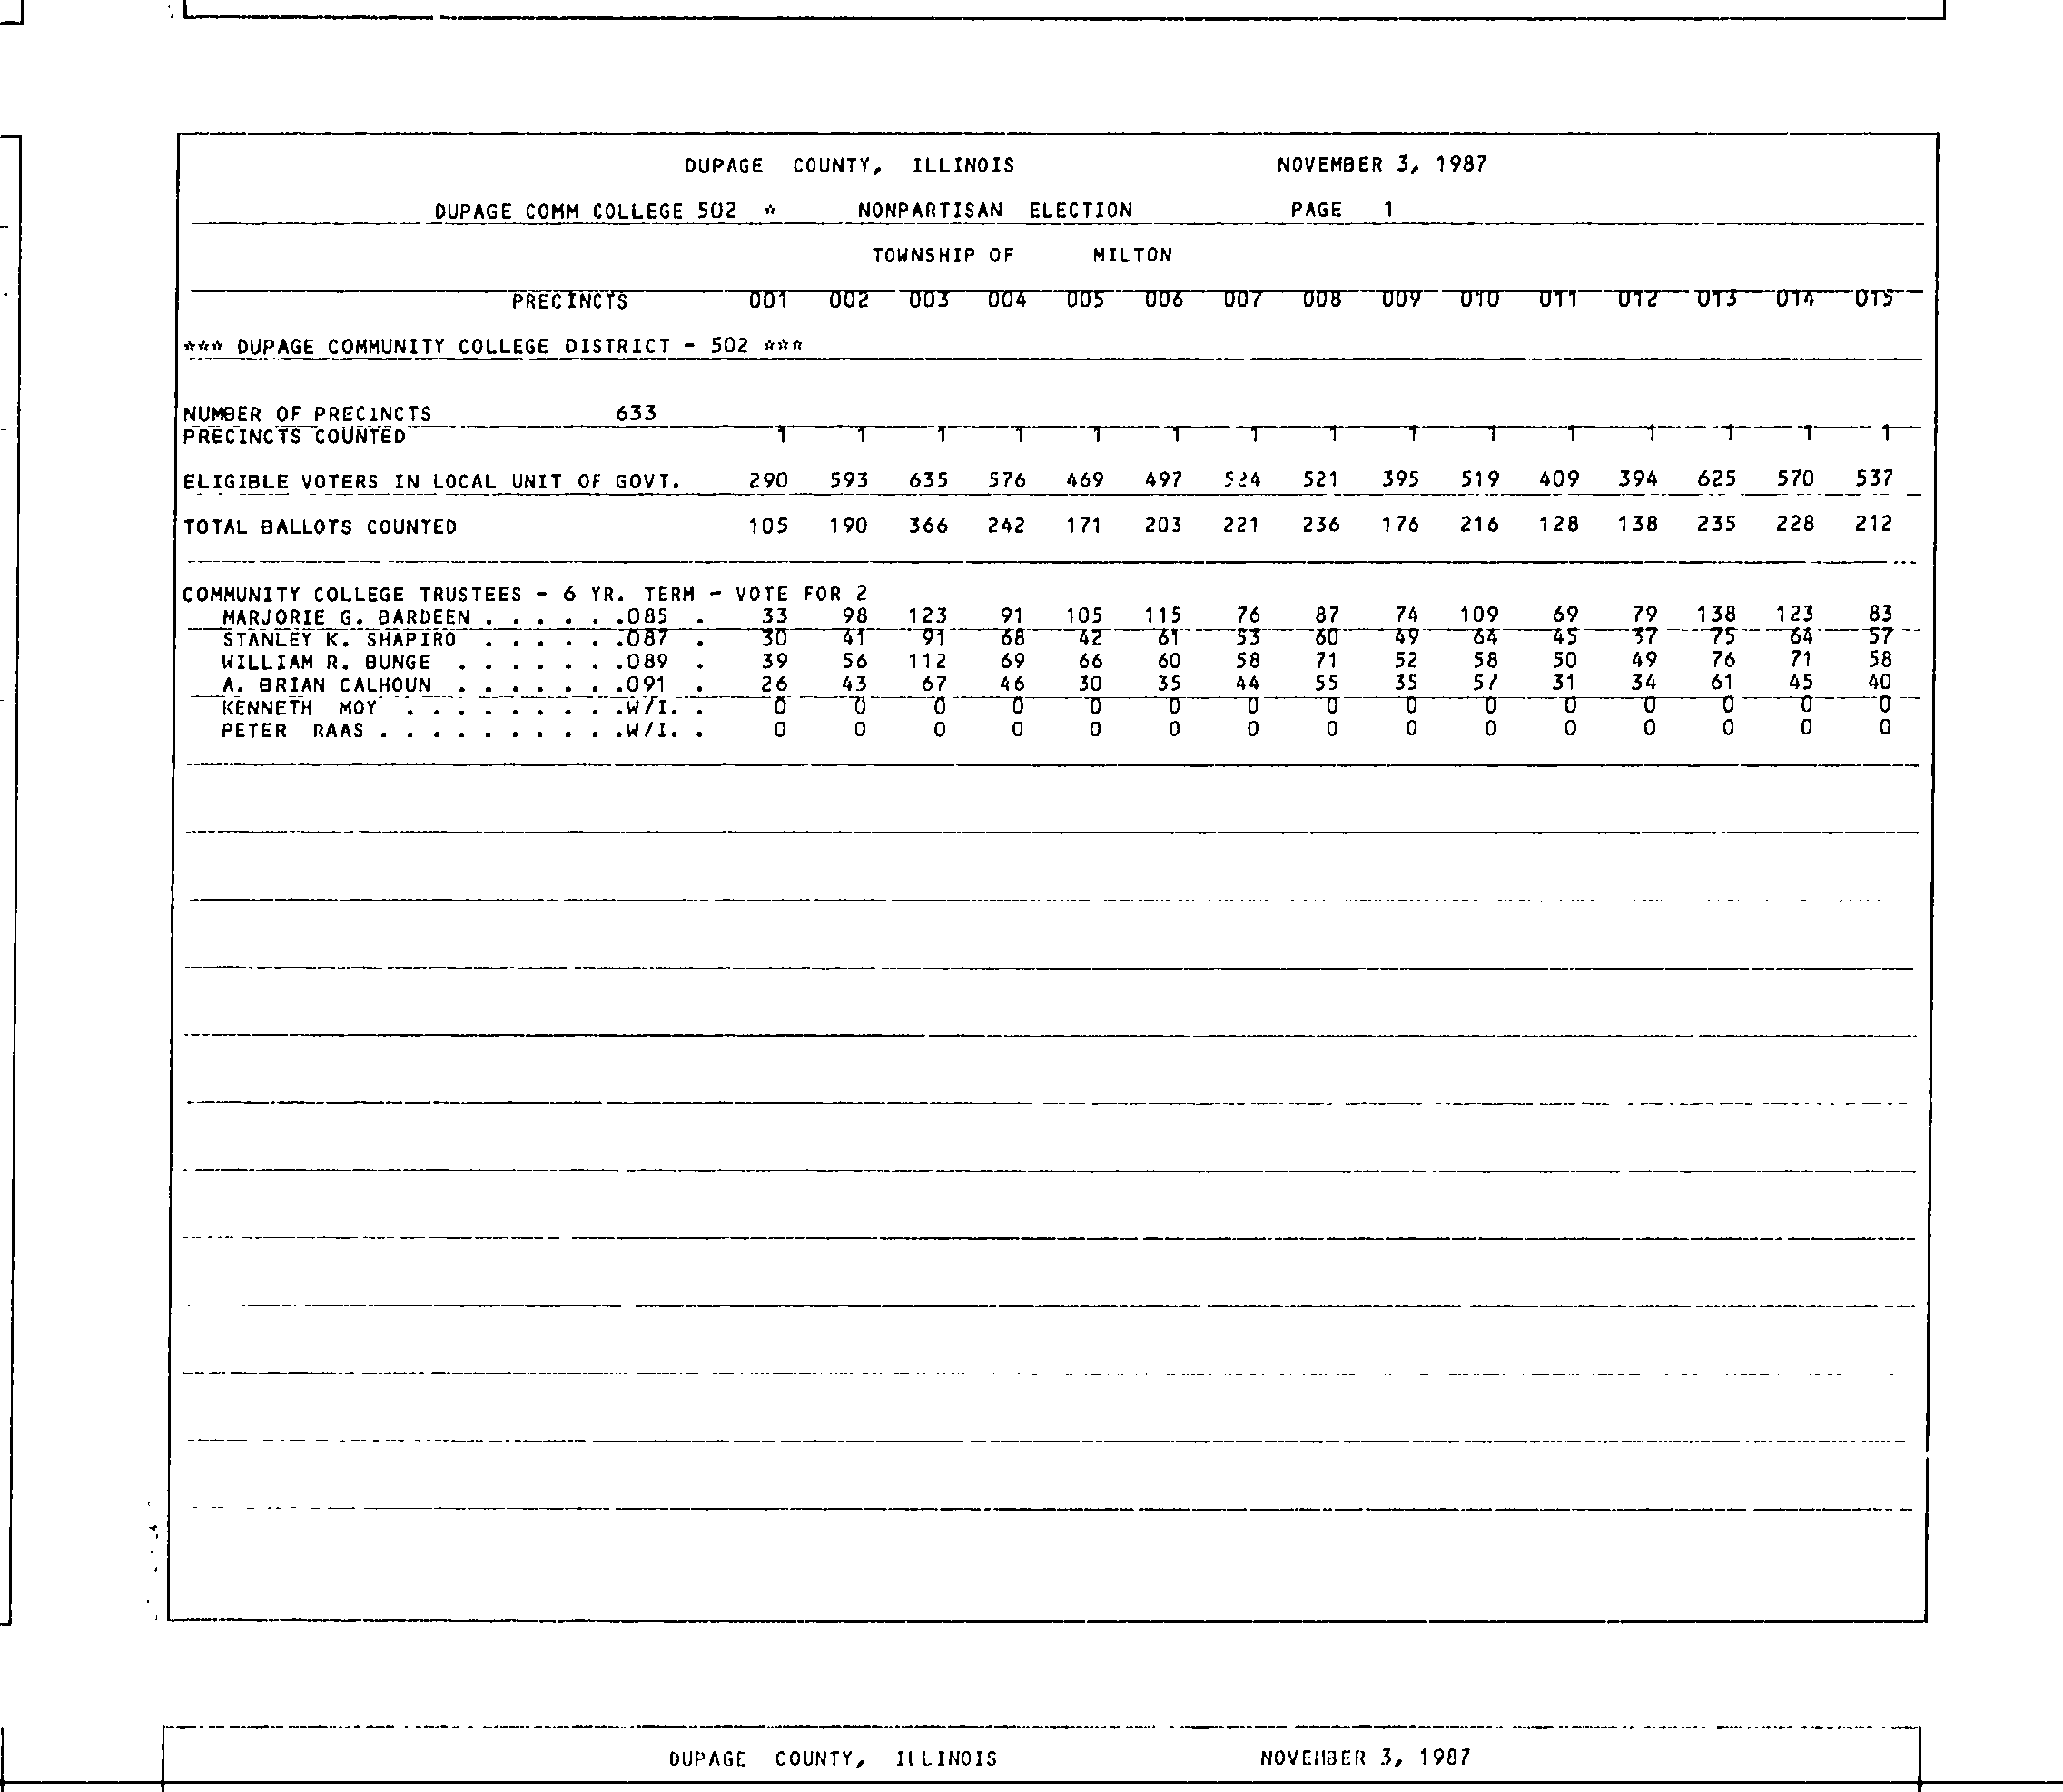 DUPAGE COUNTY, ILLINOIS NOVEMBER 3, 1987
DUPAGE COMM COLLEGE 502 * NONPARTISAN ELECTION PAGE 1
TOWNSHIP OF MILTON
PRECINCTS 001 002 003 004 005 006 007 008 009 010 011 012 013 014 015
*** DUPAGE COMMUNITY COLLEGE DISTRICT - 502 ***
NUMBER OF PRECINCTS 633
PRECINCTS COUNTED 1 1 1 1 1 1 1 1 1 1 1 1 1 1 1
ELIGIBLE VOTERS IN LOCAL UNIT OF GOVT. 290 593 635 576 469 497 524 521 395 519 409 394 625 570 537
TOTAL BALLOTS COUNTED 105 190 366 242 171 203 221 236 176 216 128 138 235 228 212
COMMUNITY COLLEGE TRUSTEES - 6 YR. TERM - VOTE FOR 2
MARJORIE G. BARDEEN . . . . . .085 . 33 98 123 91 105 115 76 87 74 109 69 79 138 123 83
STANLEY K. SHAPIRO . . . . . .087 . 30 41 91 68 42 61 53 60 49 64 45 37 75 64 57
WILLIAM R. BUNGE . . . . . . .089 . 39 56 112 69 66 60 58 71 52 58 50 49 76 71 58
A. BRIAN CALHOUN . . . . . . .091 . 26 43 67 46 30 35 44 55 35 57 31 34 61 45 40
KENNETH MOY . . . . . . . . .W/I. . 0 0 0 0 0 0 0 0 0 0 0 0 0 0 0
PETER RAAS . . . . . . . . . .W/I. . 0 0 0 0 0 0 0 0 0 0 0 0 0 0 0
DUPAGE COUNTY, ILLINOIS NOVEMBER 3, 1987